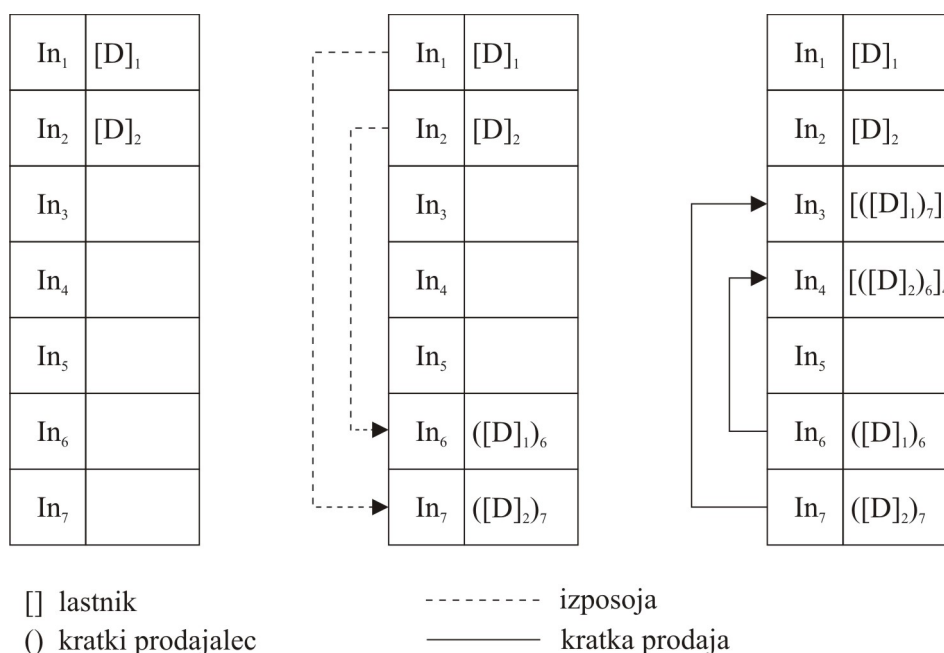 In₁ [D]₁ In₁ [D]₁ In₁ [D]₁
In₂ [D]₂ In₂ [D]₂ In₂ [D]₂
In₃ In₃ In₃ [([D]₁)₇]
In₄ In₄ In₄ [([D]₂)₆]
In₅ In₅ In₅
In₆ In₆ ([D]₁)₆ In₆ ([D]₁)₆
In₇ In₇ ([D]₂)₇ In₇ ([D]₂)₇
[] lastnik izposoja
() kratki prodajalec kratka prodaja